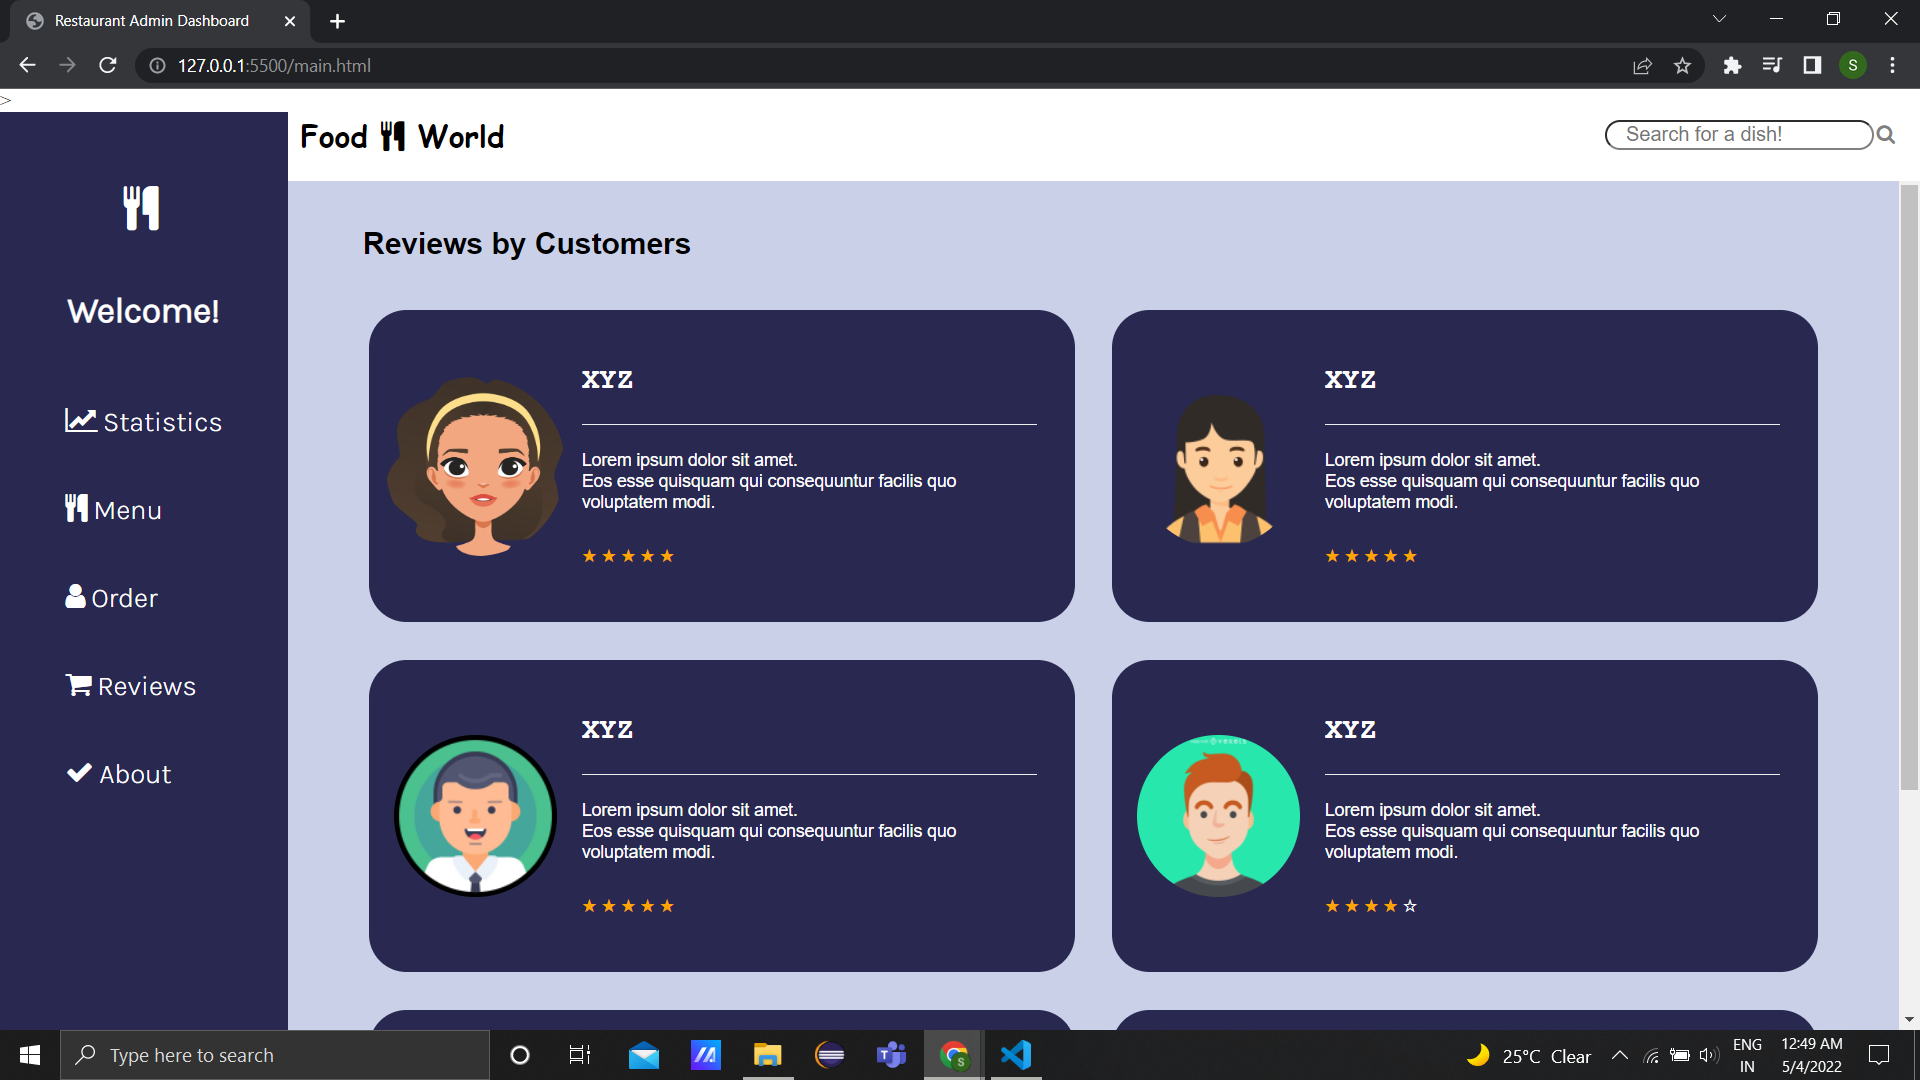 Restaurant Admin Dashboard
127.0.0.1:5500/main.html
S
>
Food World
Search for a dish!
Welcome!
Statistics
Menu
Order
Reviews
About
Reviews by Customers
XYZ
Lorem ipsum dolor sit amet.
Eos esse quisquam qui consequuntur facilis quo
voluptatem modi.
★ ★ ★ ★ ★
XYZ
Lorem ipsum dolor sit amet.
Eos esse quisquam qui consequuntur facilis quo
voluptatem modi.
★ ★ ★ ★ ★
XYZ
Lorem ipsum dolor sit amet.
Eos esse quisquam qui consequuntur facilis quo
voluptatem modi.
★ ★ ★ ★ ★
XYZ
Lorem ipsum dolor sit amet.
Eos esse quisquam qui consequuntur facilis quo
voluptatem modi.
★ ★ ★ ★ ☆
Type here to search
25°C Clear
ENG
IN
12:49 AM
5/4/2022